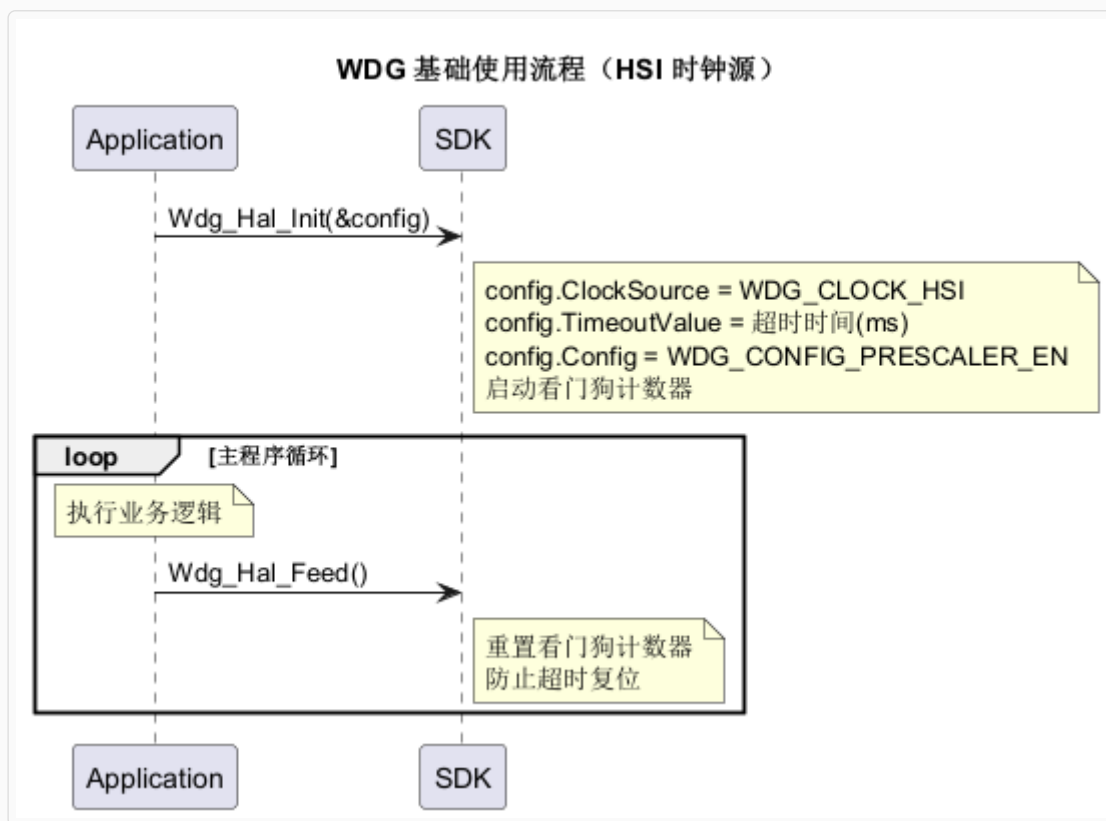 WDG 基础使用流程（HSI 时钟源）
Application
SDK
Wdg_Hal_Init(&config)
config.ClockSource = WDG_CLOCK_HSI
config.TimeoutValue = 超时时间(ms)
config.Config = WDG_CONFIG_PRESCALER_EN
启动看门狗计数器
loop [主程序循环]
执行业务逻辑
Wdg_Hal_Feed()
重置看门狗计数器
防止超时复位
Application
SDK